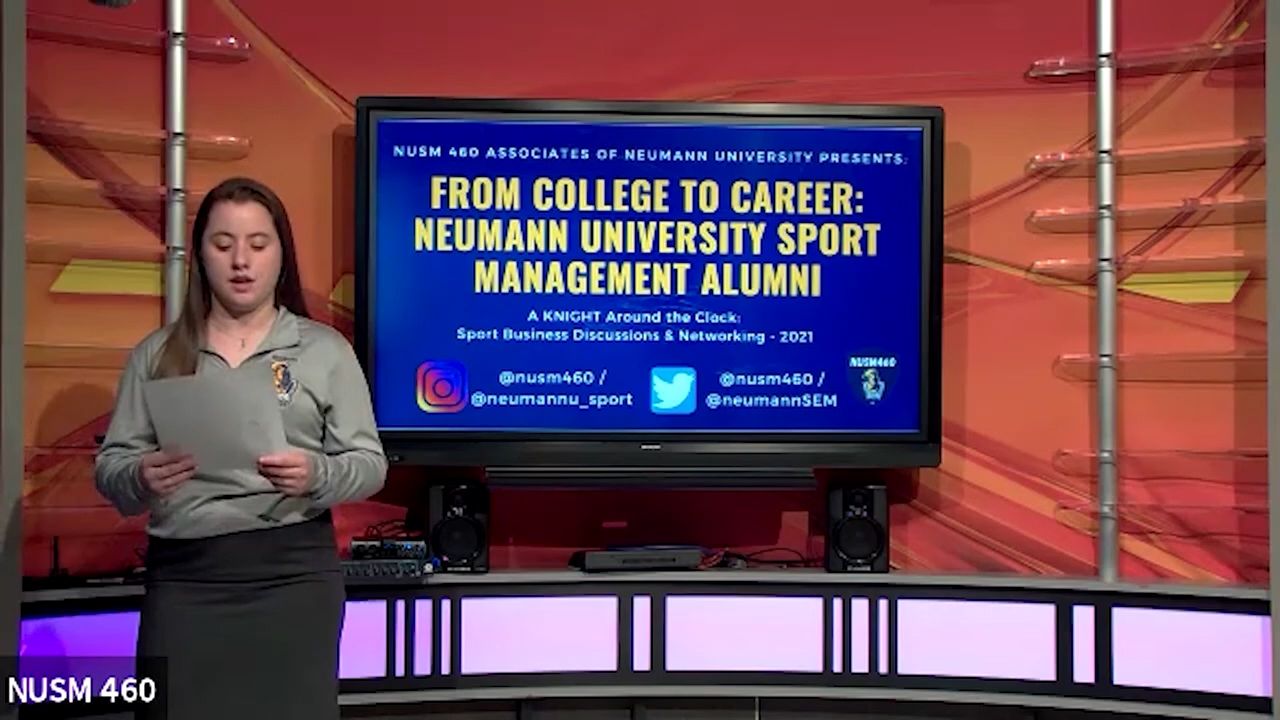 NUSM 460 ASSOCIATES OF NEUMANN UNIVERSITY PRESENTS:
FROM COLLEGE TO CAREER:
NEUMANN UNIVERSITY SPORT
MANAGEMENT ALUMNI
A KNIGHT Around the Clock:
Sport Business Discussions & Networking - 2021
@nusm460 /
@neumannu_sport
@nusm460 /
@neumannSEM
NUSM460
NUSM 460